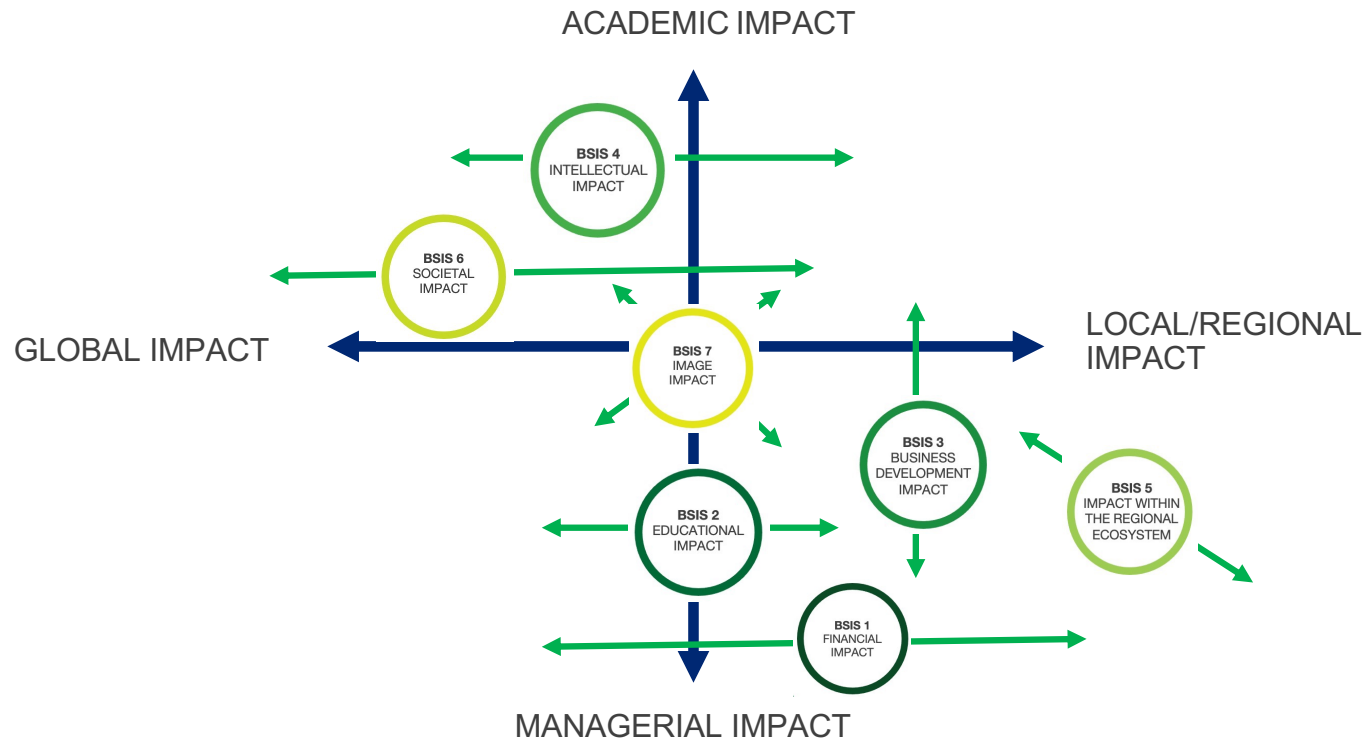 ACADEMIC IMPACT
BSIS 4
INTELLECTUAL
IMPACT
BSIS 6
SOCIETAL
IMPACT
GLOBAL IMPACT
LOCAL/REGIONAL
IMPACT
BSIS 7
IMAGE
IMPACT
BSIS 3
BUSINESS
DEVELOPMENT
IMPACT
BSIS 5
IMPACT WITHIN
THE REGIONAL
ECOSYSTEM
BSIS 2
EDUCATIONAL
IMPACT
BSIS 1
FINANCIAL
IMPACT
MANAGERIAL IMPACT